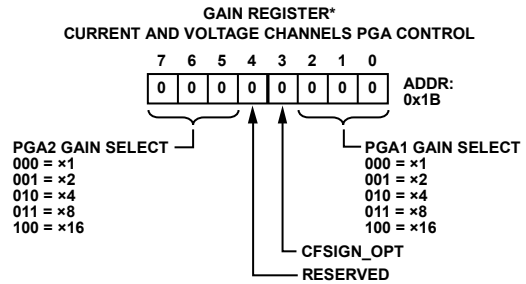 GAIN REGISTER*
CURRENT AND VOLTAGE CHANNELS PGA CONTROL
7 6 5 4 3 2 1 0
0 0 0 0 0 0 0 0
ADDR:
0x1B
PGA2 GAIN SELECT
000 = ×1
001 = ×2
010 = ×4
011 = ×8
100 = ×16
PGA1 GAIN SELECT
000 = ×1
001 = ×2
010 = ×4
011 = ×8
100 = ×16
CFSIGN_OPT
RESERVED